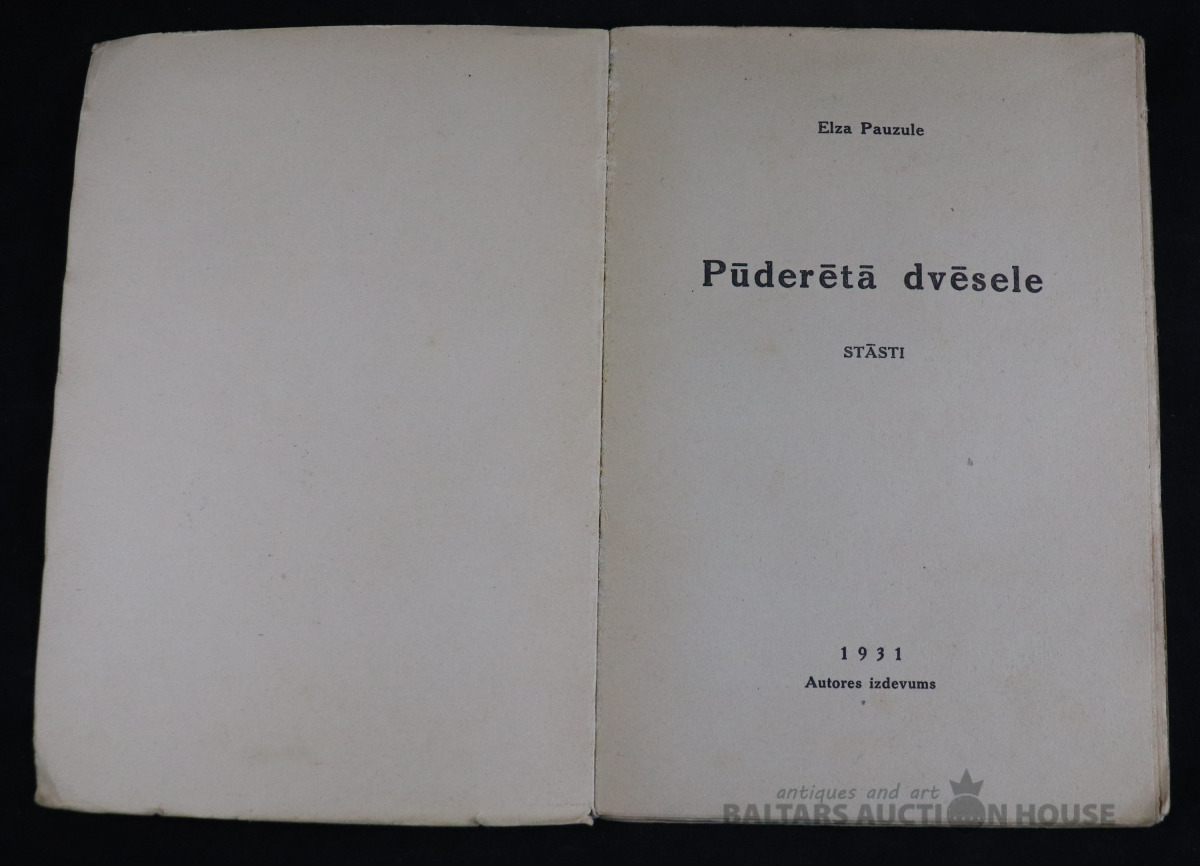 Elza Pauzule
Pūderētā dvēsele
STĀSTI
1931
Autores izdevums
antiques and art
BALTARS AUCTION HOUSE